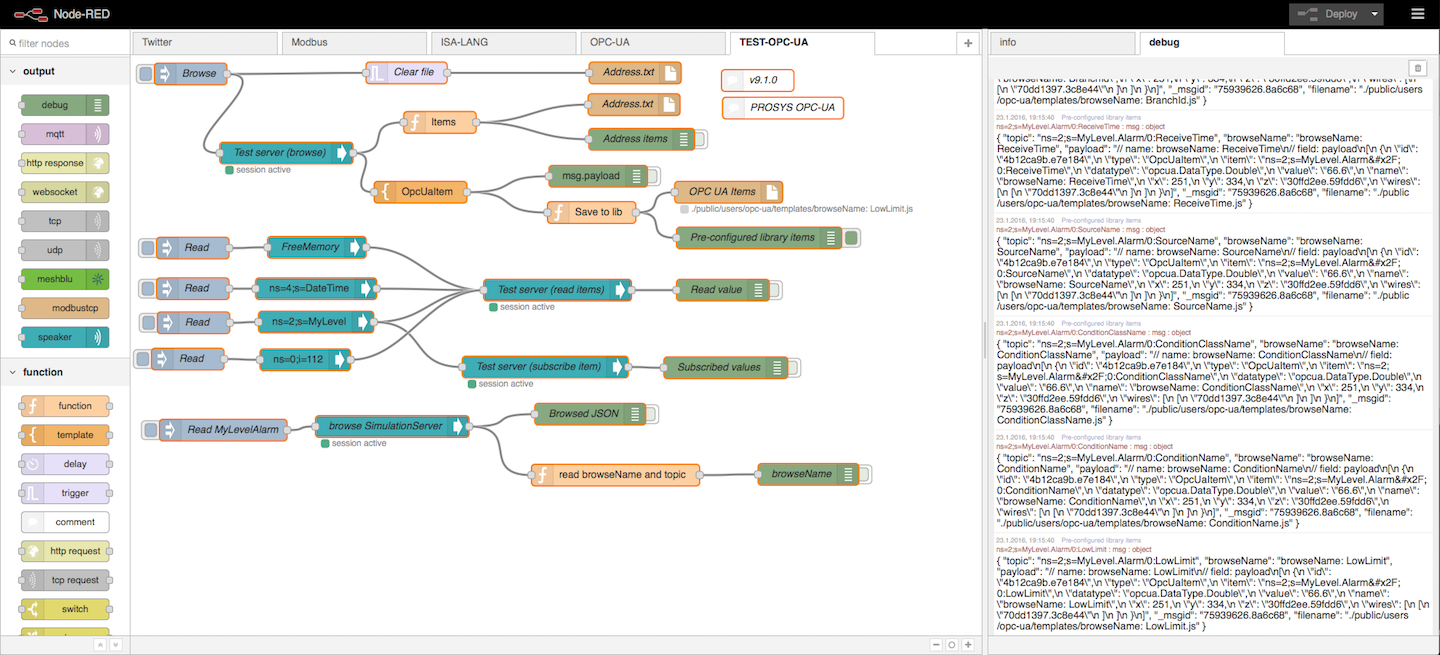 Node-RED
Deploy
filter nodes
Twitter
Modbus
ISA-LANG
OPC-UA
TEST-OPC-UA
info
debug
output
debug
mqtt
http response
websocket
tcp
udp
meshblu
modbustcp
speaker
function
function
template
delay
trigger
comment
http request
tcp request
switch
Browse
Clear file
Address.txt
v9.1.0
Address.txt
PROSYS OPC-UA
Items
Address items
Test server (browse)
session active
msg.payload
OpcUaItem
OPC UA Items
./public/users/opc-ua/templates/browseName: LowLimit.js
Save to lib
Pre-configured library items
Read
FreeMemory
Read
ns=4;s=DateTime
Test server (read items)
session active
Read value
Read
ns=2;s=MyLevel
Read
ns=0;i=112
Test server (subscribe item)
session active
Subscribed values
Read MyLevelAlarm
browse SimulationServer
session active
Browsed JSON
read browseName and topic
browseName
[\n \"70dd1397.3c8e44\"\n ]\n ]\n }\n]", "_msgid": "75939626.8a6c68", "filename": "./public/users
/opc-ua/templates/browseName: BranchId.js" }
23.1.2016, 19:15:40 Pre-configured library items
ns=2;s=MyLevel.Alarm/0:ReceiveTime : msg : object
{ "topic": "ns=2;s=MyLevel.Alarm/0:ReceiveTime", "browseName": "browseName:
ReceiveTime", "payload": "// name: browseName: ReceiveTime\n// field: payload\n[\n {\n \"id\":
\"4b12ca9b.e7e184\",\n \"type\": \"OpcUaItem\",\n \"item\": \"ns=2;s=MyLevel.Alarm&#x2F;
0:ReceiveTime\",\n \"datatype\": \"opcua.DataType.Double\",\n \"value\": \"66.6\",\n \"name\":
\"browseName: ReceiveTime\",\n \"x\": 251,\n \"y\": 334,\n \"z\": \"30ffd2ee.59fdd6\",\n \"wires\":
[\n [\n \"70dd1397.3c8e44\"\n ]\n ]\n }\n]", "_msgid": "75939626.8a6c68", "filename": "./public
/users/opc-ua/templates/browseName: ReceiveTime.js" }
23.1.2016, 19:15:40 Pre-configured library items
ns=2;s=MyLevel.Alarm/0:SourceName : msg : object
{ "topic": "ns=2;s=MyLevel.Alarm/0:SourceName", "browseName": "browseName:
SourceName", "payload": "// name: browseName: SourceName\n// field: payload\n[\n {\n \"id\":
\"4b12ca9b.e7e184\",\n \"type\": \"OpcUaItem\",\n \"item\": \"ns=2;s=MyLevel.Alarm&#x2F;
0:SourceName\",\n \"datatype\": \"opcua.DataType.Double\",\n \"value\": \"66.6\",\n \"name\":
\"browseName: SourceName\",\n \"x\": 251,\n \"y\": 334,\n \"z\": \"30ffd2ee.59fdd6\",\n \"wires\":
[\n [\n \"70dd1397.3c8e44\"\n ]\n ]\n }\n]", "_msgid": "75939626.8a6c68", "filename": "./public
/users/opc-ua/templates/browseName: SourceName.js" }
23.1.2016, 19:15:40 Pre-configured library items
ns=2;s=MyLevel.Alarm/0:ConditionClassName : msg : object
{ "topic": "ns=2;s=MyLevel.Alarm/0:ConditionClassName", "browseName": "browseName:
ConditionClassName", "payload": "// name: browseName: ConditionClassName\n// field:
payload\n[\n {\n \"id\": \"4b12ca9b.e7e184\",\n \"type\": \"OpcUaItem\",\n \"item\": \"ns=2;
s=MyLevel.Alarm&#x2F;0:ConditionClassName\",\n \"datatype\": \"opcua.DataType.Double\",\n
\"value\": \"66.6\",\n \"name\": \"browseName: ConditionClassName\",\n \"x\": 251,\n \"y\": 334,\n
\"z\": \"30ffd2ee.59fdd6\",\n \"wires\": [\n [\n \"70dd1397.3c8e44\"\n ]\n ]\n }\n]", "_msgid":
"75939626.8a6c68", "filename": "./public/users/opc-ua/templates/browseName:
ConditionClassName.js" }
23.1.2016, 19:15:40 Pre-configured library items
ns=2;s=MyLevel.Alarm/0:ConditionName : msg : object
{ "topic": "ns=2;s=MyLevel.Alarm/0:ConditionName", "browseName": "browseName:
ConditionName", "payload": "// name: browseName: ConditionName\n// field: payload\n[\n {\n
\"id\": \"4b12ca9b.e7e184\",\n \"type\": \"OpcUaItem\",\n \"item\": \"ns=2;s=MyLevel.Alarm&#x2F;
0:ConditionName\",\n \"datatype\": \"opcua.DataType.Double\",\n \"value\": \"66.6\",\n \"name\":
\"browseName: ConditionName\",\n \"x\": 251,\n \"y\": 334,\n \"z\": \"30ffd2ee.59fdd6\",\n
\"wires\": [\n [\n \"70dd1397.3c8e44\"\n ]\n ]\n }\n]", "_msgid": "75939626.8a6c68", "filename":
"./public/users/opc-ua/templates/browseName: ConditionName.js" }
23.1.2016, 19:15:40 Pre-configured library items
ns=2;s=MyLevel.Alarm/0:LowLimit : msg : object
{ "topic": "ns=2;s=MyLevel.Alarm/0:LowLimit", "browseName": "browseName: LowLimit",
"payload": "// name: browseName: LowLimit\n// field: payload\n[\n {\n \"id\":
\"4b12ca9b.e7e184\",\n \"type\": \"OpcUaItem\",\n \"item\": \"ns=2;s=MyLevel.Alarm&#x2F;
0:LowLimit\",\n \"datatype\": \"opcua.DataType.Double\",\n \"value\": \"66.6\",\n \"name\":
\"browseName: LowLimit\",\n \"x\": 251,\n \"y\": 334,\n \"z\": \"30ffd2ee.59fdd6\",\n \"wires\": [\n [\n
\"70dd1397.3c8e44\"\n ]\n ]\n }\n]", "_msgid": "75939626.8a6c68", "filename": "./public/users
/opc-ua/templates/browseName: LowLimit.js" }